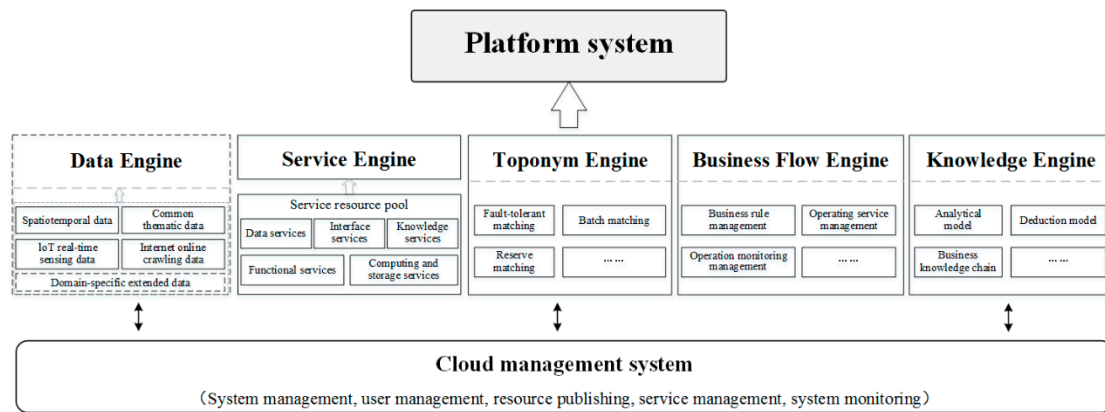 Platform system
Data Engine
Spatiotemporal data
Common
thematic data
IoT real-time
sensing data
Internet online
crawling data
Domain-specific extended data
Service Engine
Service resource pool
Data services
Interface
services
Knowledge
services
Functional services
Computing and
storage services
Toponym Engine
Fault-tolerant
matching
Batch matching
Reserve
matching
... ...
Business Flow Engine
Business rule
management
Operating service
management
Operation monitoring
management
... ...
Knowledge Engine
Analytical
model
Deduction model
Business
knowledge chain
... ...
Cloud management system
(System management, user management, resource publishing, service management, system monitoring)